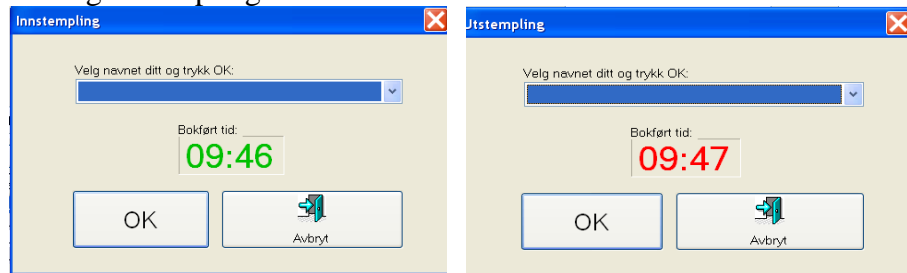 Innstempling
Velg navnet ditt og trykk OK:
Bokført tid:
09:46
OK
Avbryt
Utstempling
Velg navnet ditt og trykk OK:
Bokført tid:
09:47
OK
Avbryt